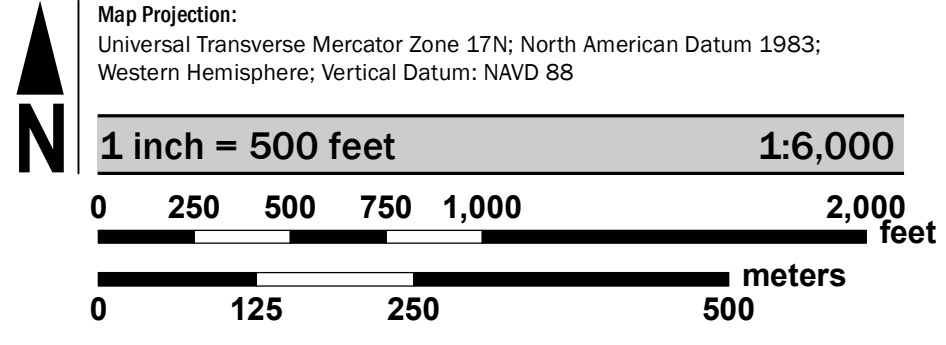 Map Projection:
Universal Transverse Mercator Zone 17N; North American Datum 1983;
Western Hemisphere; Vertical Datum: NAVD 88
N
1 inch = 500 feet 1:6,000
0 250 500 750 1,000 2,000
feet
meters
0 125 250 500